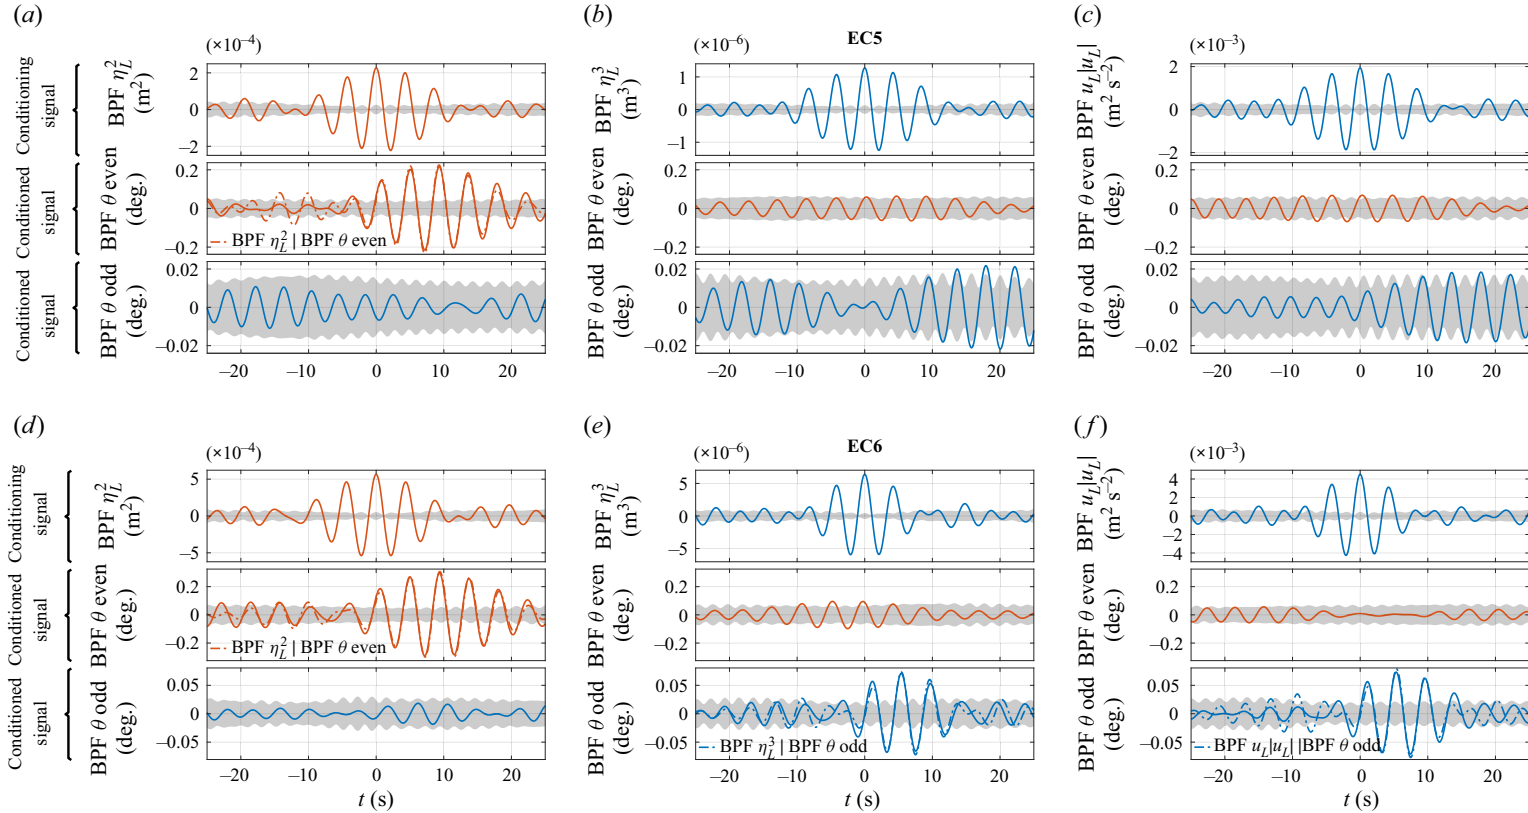 (a)
(b)
(c)
(×10⁻⁴)
(×10⁻⁶)
EC5
(×10⁻³)
Conditioning
signal
BPF η_L²
(m²)
2
0
−2
BPF η_L³
(m³)
1
0
−1
BPF u_L|u_L|
(m² s⁻²)
2
0
−2
Conditioned
signal
BPF θ even
(deg.)
0.2
0
−0.2
BPF η_L² | BPF θ even
BPF θ even
(deg.)
0.2
0
−0.2
BPF θ even
(deg.)
0.2
0
−0.2
Conditioned
signal
BPF θ odd
(deg.)
0.02
0
−0.02
BPF θ odd
(deg.)
0.02
0
−0.02
BPF θ odd
(deg.)
0.02
0
−0.02
−20 −10 0 10 20
−20 −10 0 10 20
−20 −10 0 10 20
(d)
(e)
(f)
(×10⁻⁴)
(×10⁻⁶)
EC6
(×10⁻³)
Conditioning
signal
BPF η_L²
(m²)
5
0
−5
BPF η_L³
(m³)
5
0
−5
BPF u_L|u_L|
(m² s⁻²)
4
2
0
−2
−4
Conditioned
signal
BPF θ even
(deg.)
0.2
0
−0.2
BPF η_L² | BPF θ even
BPF θ even
(deg.)
0.2
0
−0.2
BPF θ even
(deg.)
0.2
0
−0.2
Conditioned
signal
BPF θ odd
(deg.)
0.05
0
−0.05
BPF θ odd
(deg.)
0.05
0
−0.05
BPF η_L³ | BPF θ odd
BPF θ odd
(deg.)
0.05
0
−0.05
BPF u_L|u_L| |BPF θ odd
−20 −10 0 10 20
−20 −10 0 10 20
−20 −10 0 10 20
t (s)
t (s)
t (s)